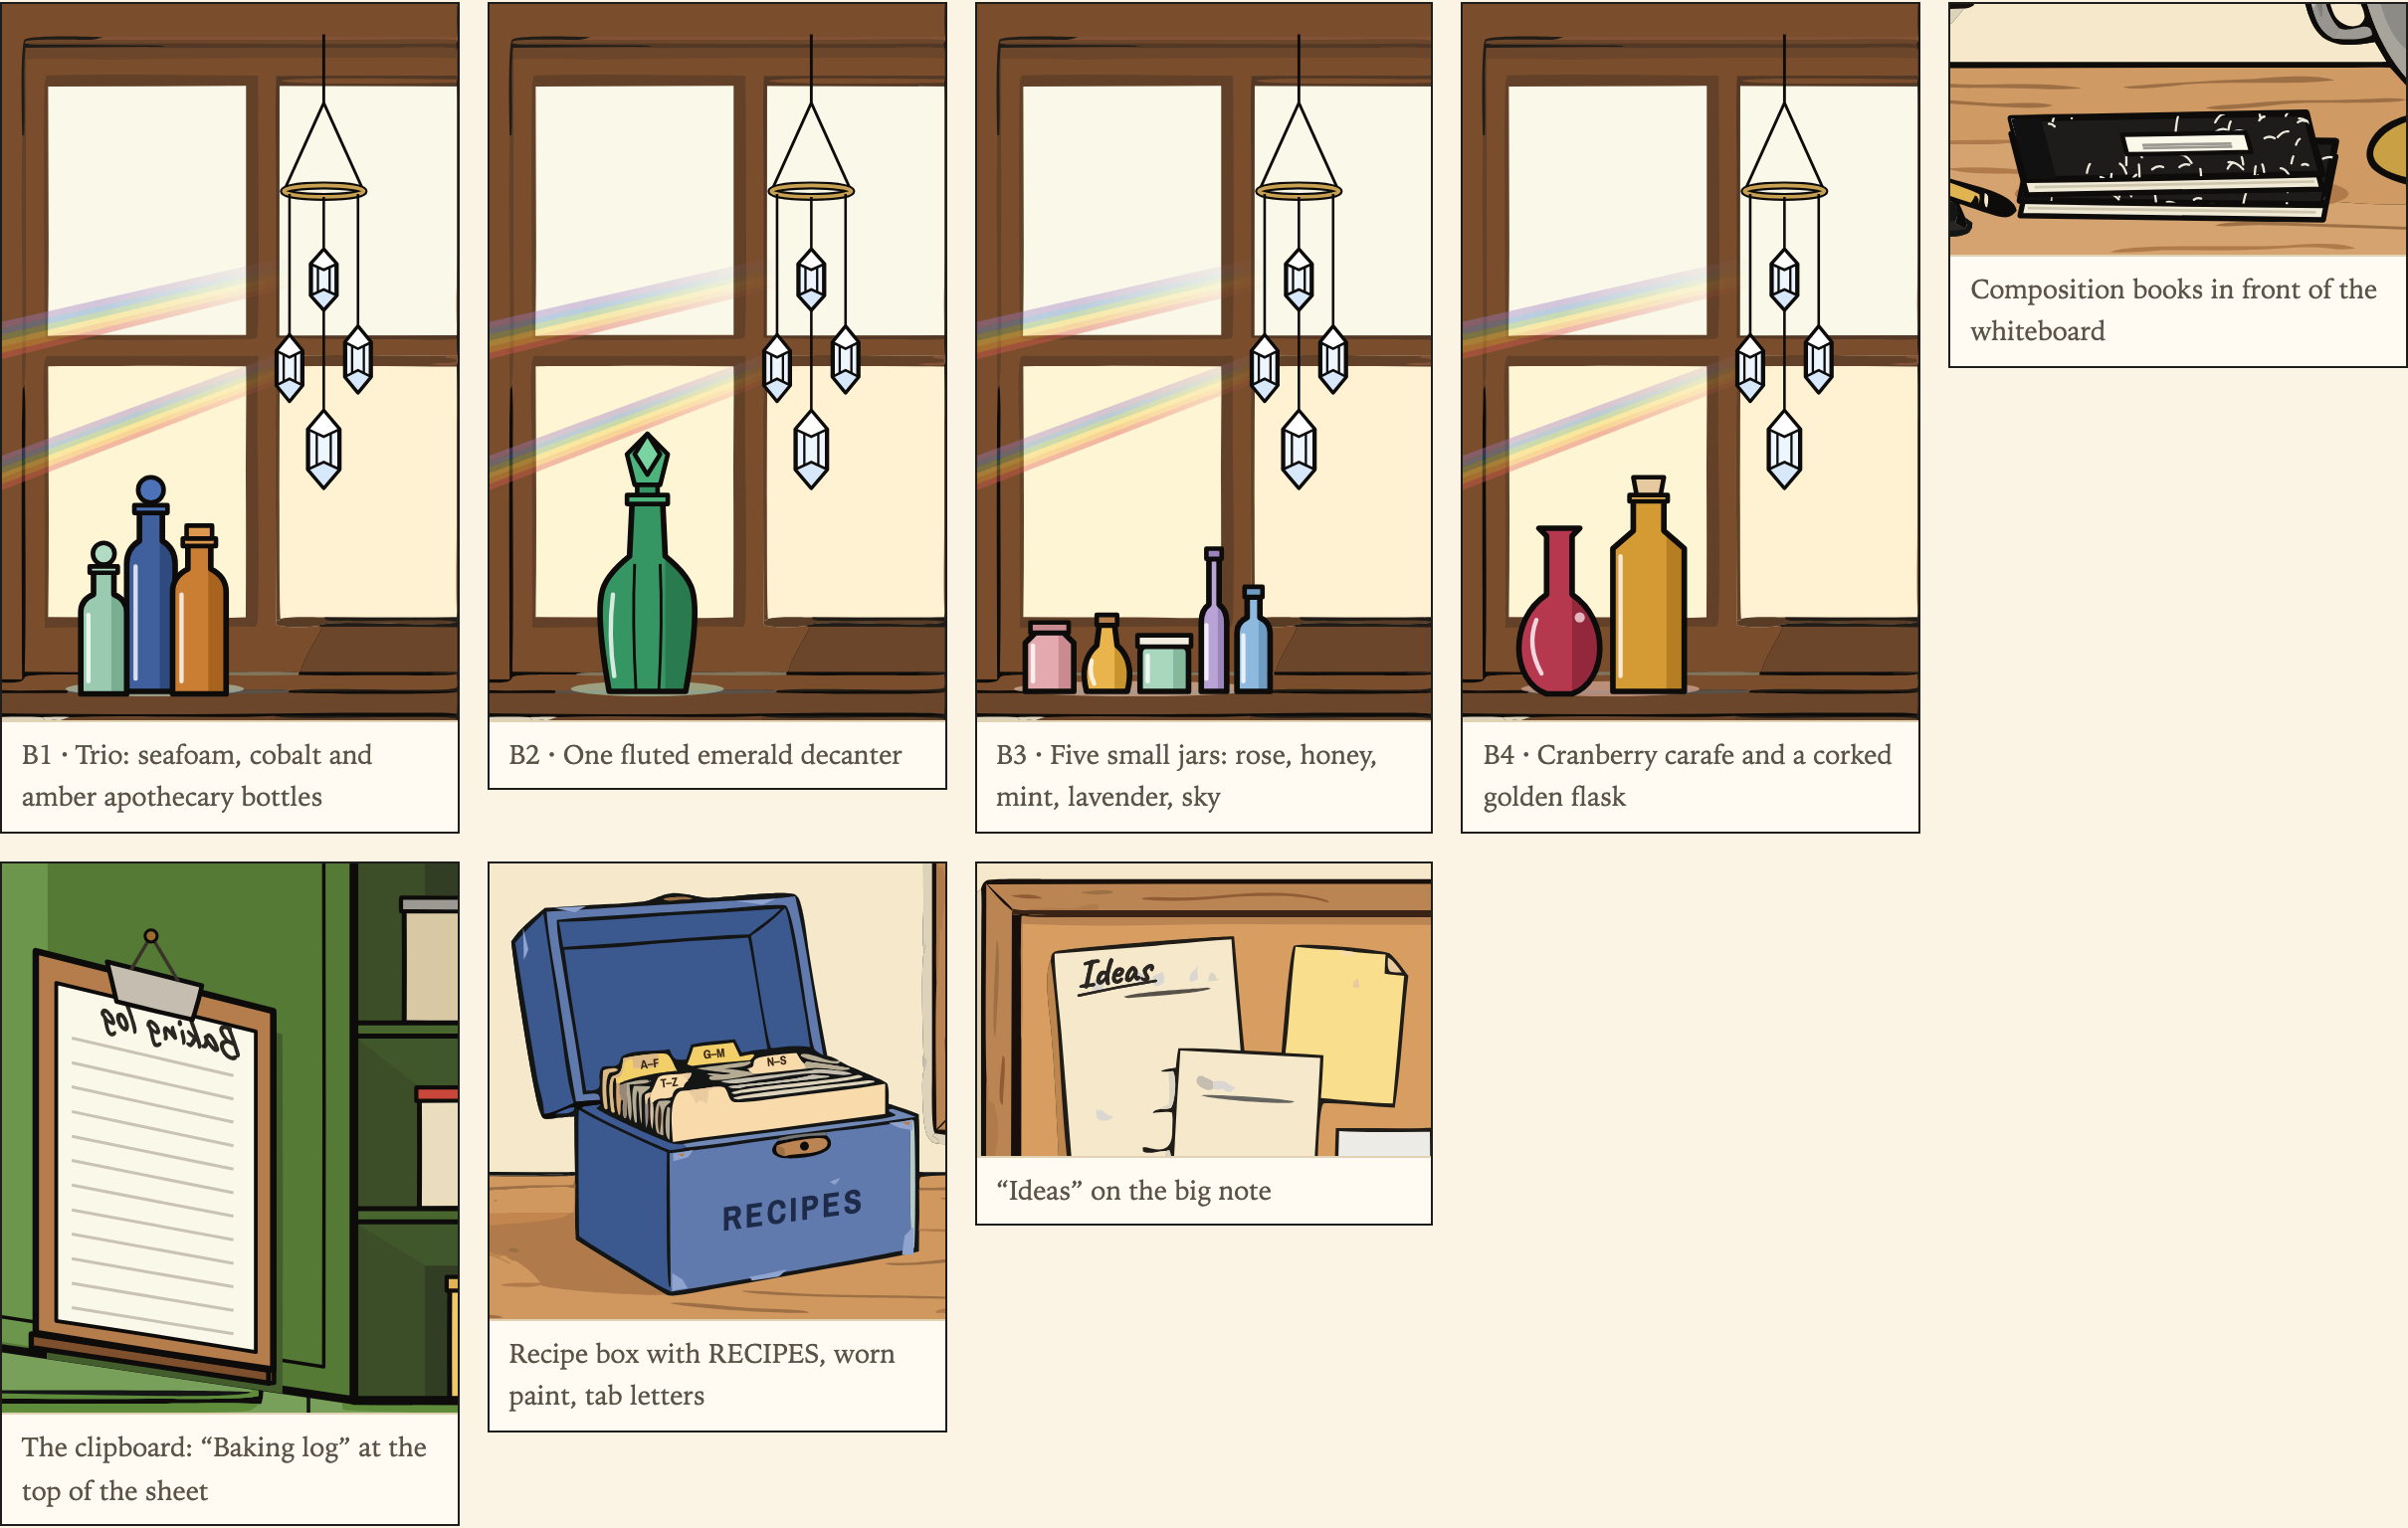 B1 · Trio: seafoam, cobalt and
amber apothecary bottles
B2 · One fluted emerald decanter
B3 · Five small jars: rose, honey,
mint, lavender, sky
B4 · Cranberry carafe and a corked
golden flask
Composition books in front of the
whiteboard
Baking log
The clipboard: “Baking log” at the
top of the sheet
A–F
G–M
N–S
T–Z
RECIPES
Recipe box with RECIPES, worn
paint, tab letters
Ideas
“Ideas” on the big note